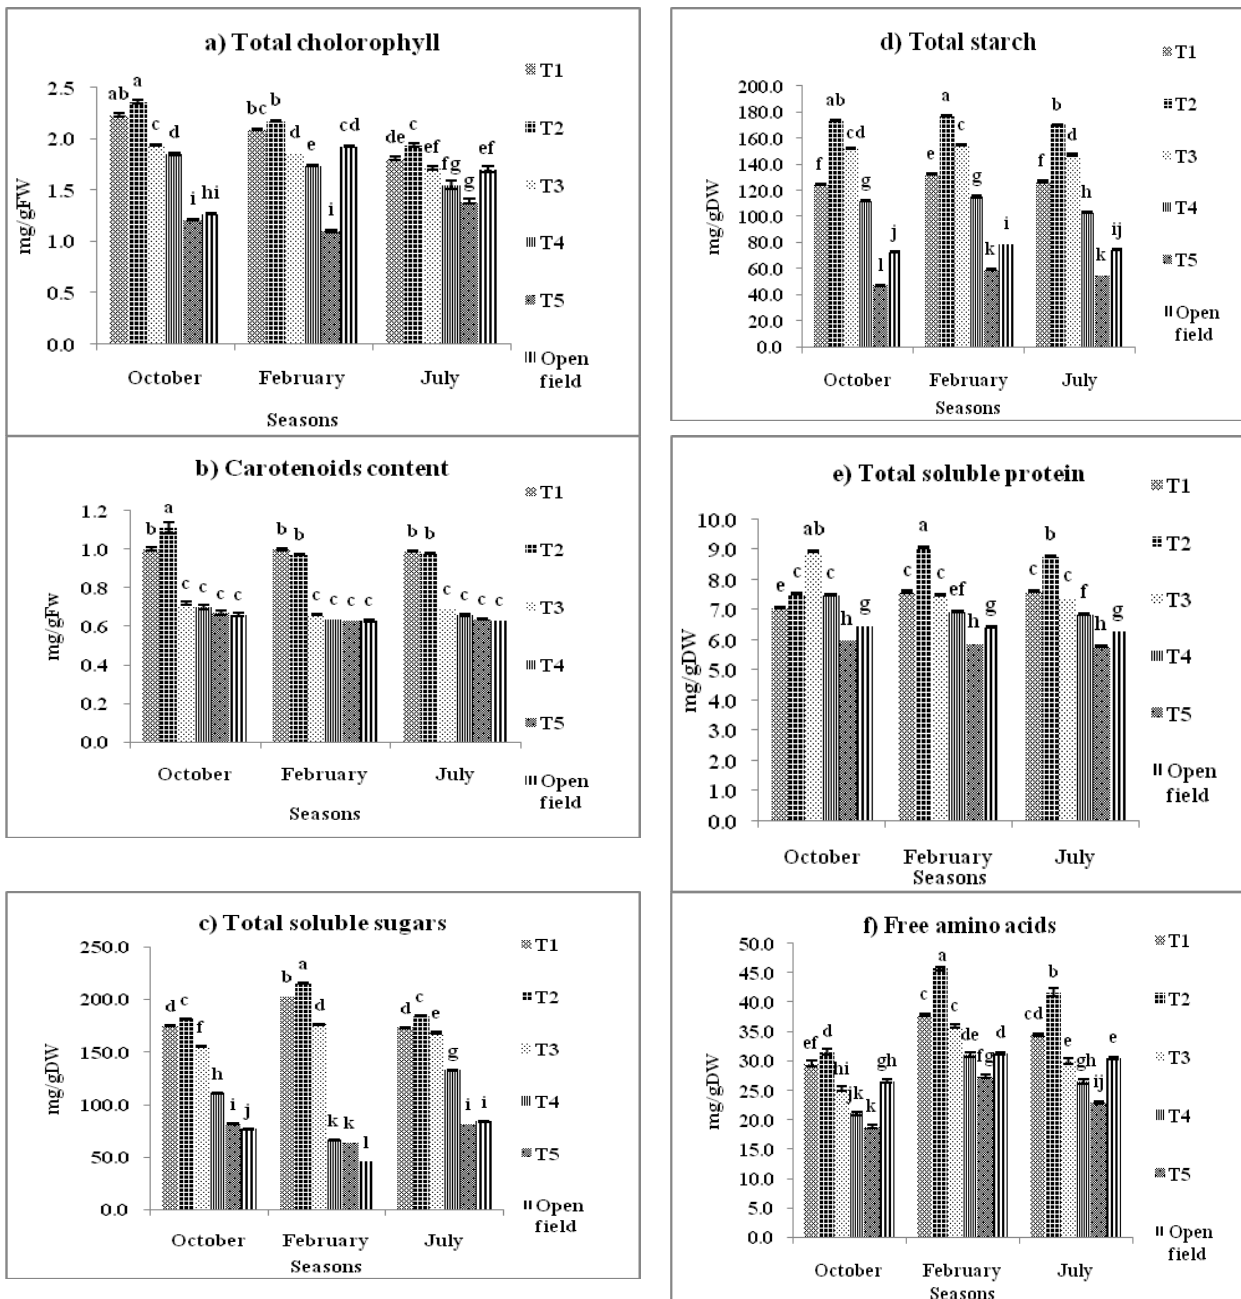 a) Total cholorophyll
mg/gFW
2.5
2.0
1.5
1.0
0.5
0.0
ab a c d i hi
bc b d e i cd
de c ef fg g ef
October February July
Seasons
T1
T2
T3
T4
T5
Open
field
b) Carotenoids content
mg/gFw
1.2
1.0
0.8
0.6
0.4
0.2
0.0
b a c c c c
b b c c c c
b b c c c c
October February July
Seasons
T1
T2
T3
T4
T5
Open
field
c) Total soluble sugars
mg/gDW
250.0
200.0
150.0
100.0
50.0
0.0
d c f h i j
b a d k k l
d c e g i i
October February July
Seasons
T1
T2
T3
T4
T5
Open
field
d) Total starch
mg/gDW
200.0
180.0
160.0
140.0
120.0
100.0
80.0
60.0
40.0
20.0
0.0
f ab cd g l j
e a c g k i
f b d h k ij
October February July
Seasons
T1
T2
T3
T4
T5
Open
field
e) Total soluble protein
mg/gDW
10.0
9.0
8.0
7.0
6.0
5.0
4.0
3.0
2.0
1.0
0.0
e c ab c h g
c a c ef h g
c b c f h g
October February July
Seasons
T1
T2
T3
T4
T5
Open
field
f) Free amino acids
mg/gDW
50.0
45.0
40.0
35.0
30.0
25.0
20.0
15.0
10.0
5.0
0.0
ef d hi jk k gh
c a c d fg d
cd b e gh ij e
October February July
Seasons
T1
T2
T3
T4
T5
Open
field